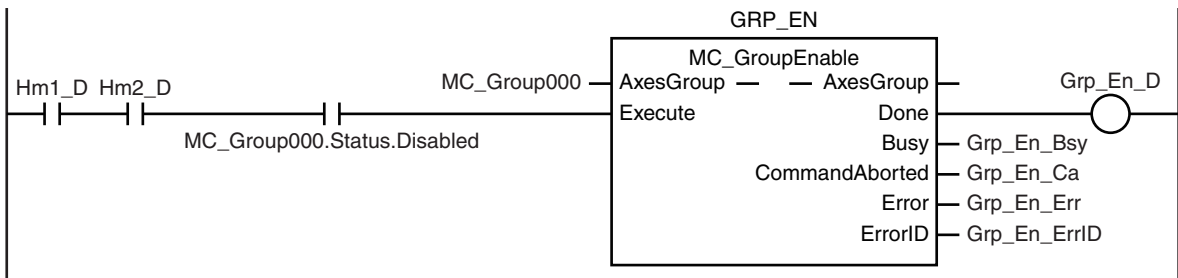 GRP_EN
MC_GroupEnable
Hm1_D Hm2_D
MC_Group000.Status.Disabled
MC_Group000
AxesGroup AxesGroup
Execute Done
Busy
CommandAborted
Error
ErrorID
Grp_En_D
Grp_En_Bsy
Grp_En_Ca
Grp_En_Err
Grp_En_ErrID